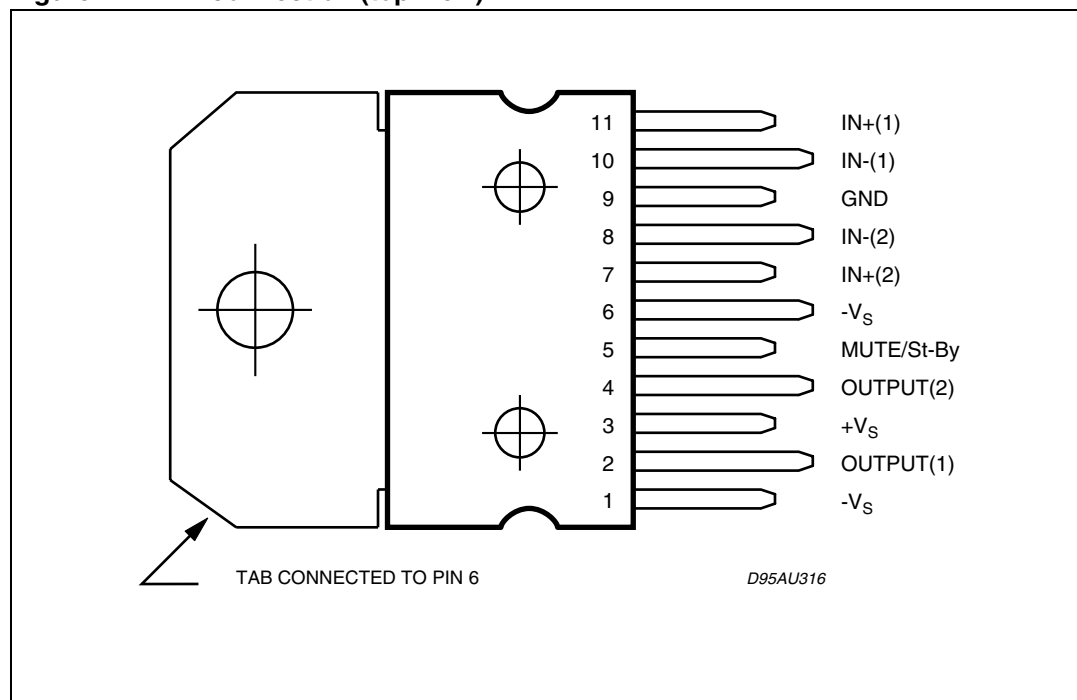 11 IN+(1)
10 IN-(1)
9 GND
8 IN-(2)
7 IN+(2)
6 -VS
5 MUTE/St-By
4 OUTPUT(2)
3 +VS
2 OUTPUT(1)
1 -VS
TAB CONNECTED TO PIN 6 D95AU316